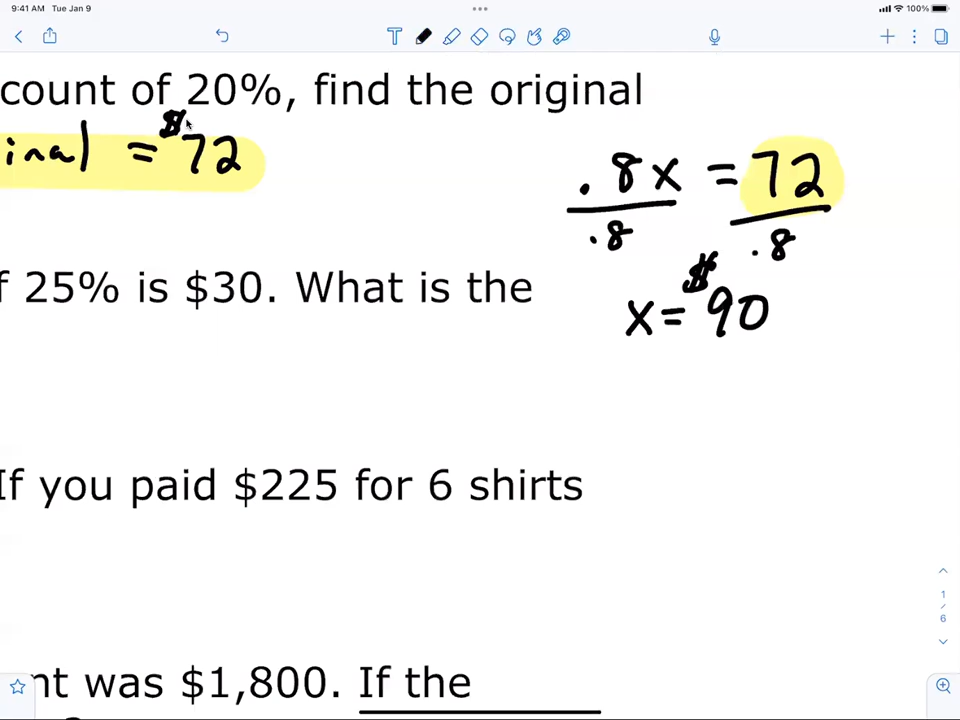 9:41 AM Tue Jan 9
100%
T
count of 20%, find the original
inal = $72
.8x = 72
.8 .8
x = $90
f 25% is $30. What is the
If you paid $225 for 6 shirts
1
/
6
nt was $1,800. If the